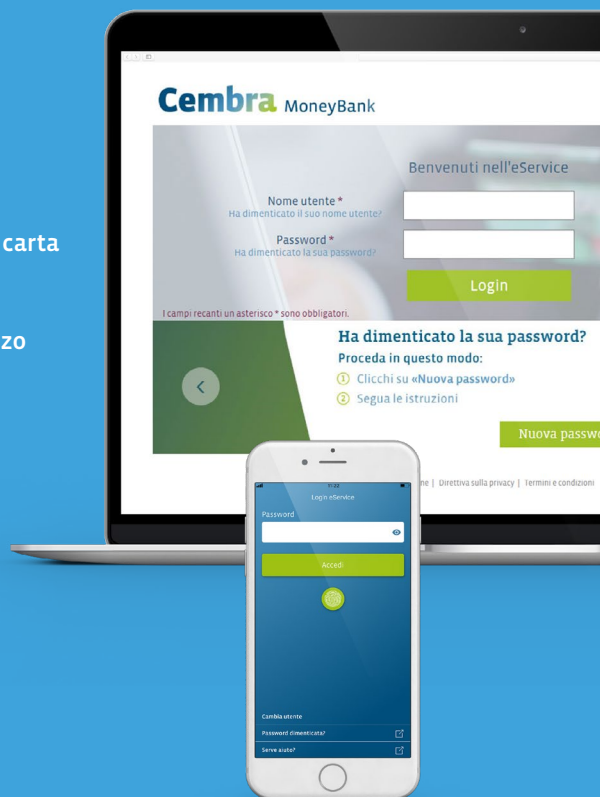 Cembra MoneyBank
Benvenuti nell'eService
Nome utente *
Ha dimenticato il suo nome utente?
carta
Password *
Ha dimenticato la sua password?
Login
I campi recanti un asterisco * sono obbligatori.
zo
Ha dimenticato la sua password?
Proceda in questo modo:
1 Clicchi su «Nuova password»
2 Segua le istruzioni
Nuova passwo
ne | Direttiva sulla privacy | Termini e condizioni
Login eService
Password
Accedi
Cambia utente
Password dimenticata?
Serve aiuto?